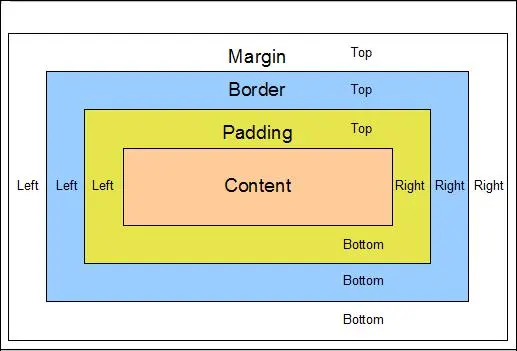 Margin Top
Border Top
Padding Top
Left Left Left Content Right Right Right
Bottom
Bottom
Bottom